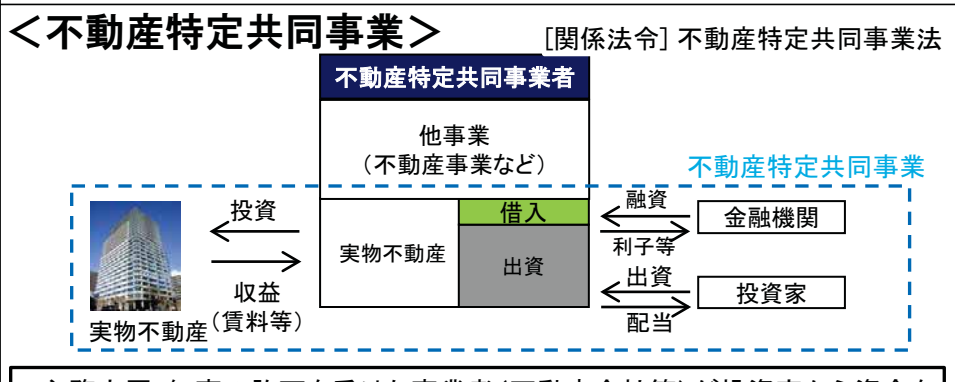 ＜不動産特定共同事業＞
［関係法令］不動産特定共同事業法
不動産特定共同事業者
他事業
（不動産事業など）
不動産特定共同事業
投資
収益
（賃料等）
実物不動産
実物不動産
借入
出資
融資
利子等
金融機関
出資
配当
投資家